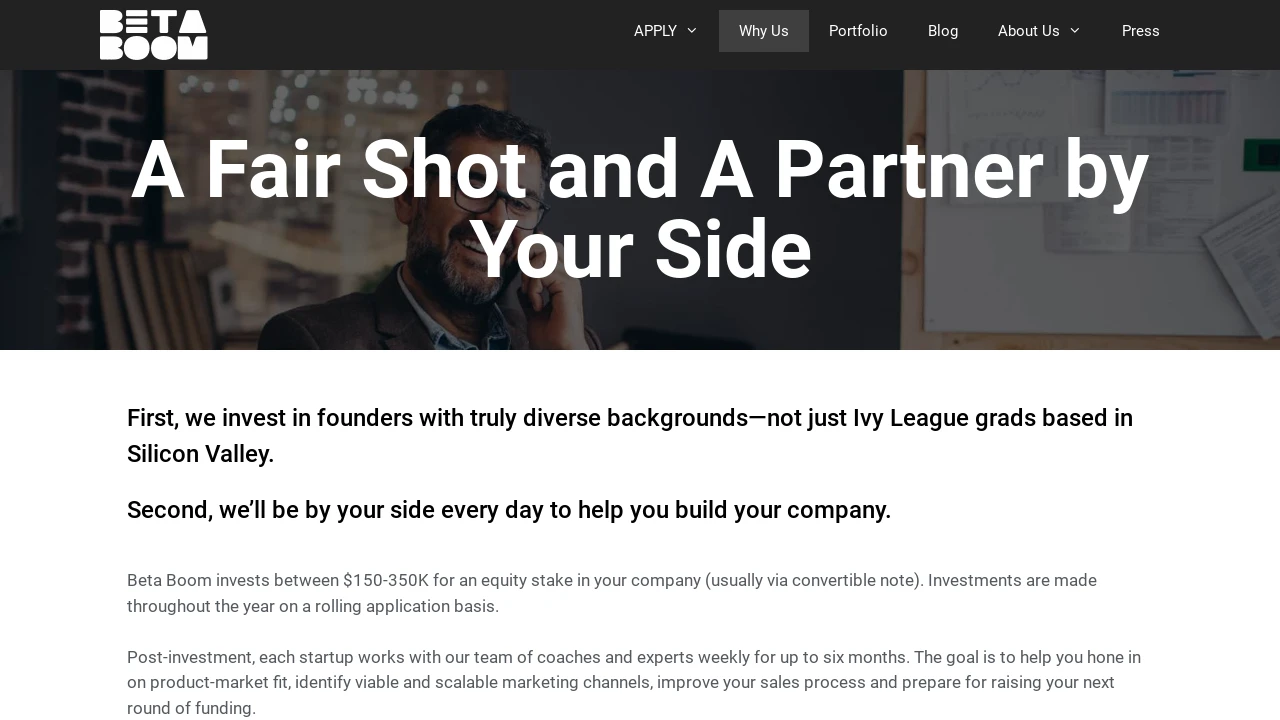 BETA
BOOM
APPLY
Why Us
Portfolio
Blog
About Us
Press
A Fair Shot and A Partner by
Your Side
First, we invest in founders with truly diverse backgrounds—not just Ivy League grads based in
Silicon Valley.
Second, we’ll be by your side every day to help you build your company.
Beta Boom invests between $150-350K for an equity stake in your company (usually via convertible note). Investments are made
throughout the year on a rolling application basis.
Post-investment, each startup works with our team of coaches and experts weekly for up to six months. The goal is to help you hone in
on product-market fit, identify viable and scalable marketing channels, improve your sales process and prepare for raising your next
round of funding.